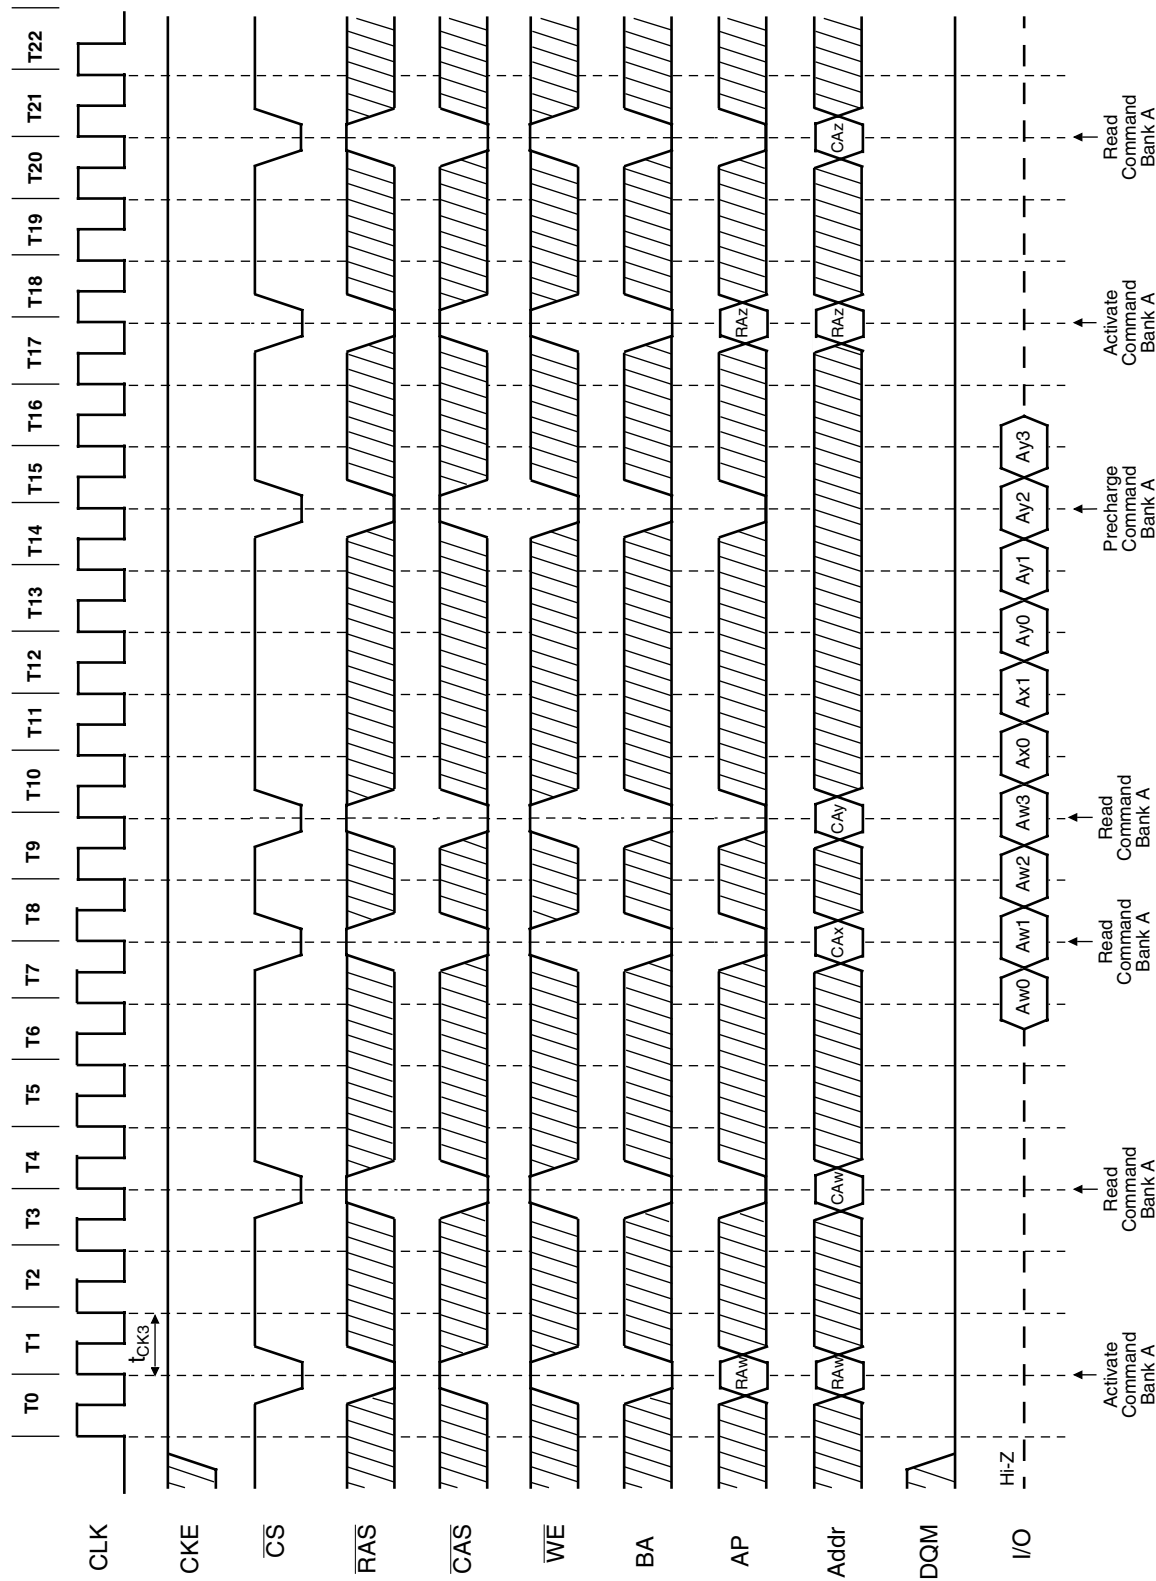 T0 T1 T2 T3 T4 T5 T6 T7 T8 T9 T10 T11 T12 T13 T14 T15 T16 T17 T18 T19 T20 T21 T22
CLK
tCK3
CKE
CS
RAS
CAS
WE
BA
AP
RAw RAz
Addr
RAw CAw CAx CAy RAz CAz
DQM
I/O
Hi-Z
Aw0 Aw1 Aw2 Aw3 Ax0 Ax1 Ay0 Ay1 Ay2 Ay3
Activate
Command
Bank A
Read
Command
Bank A
Read
Command
Bank A
Read
Command
Bank A
Precharge
Command
Bank A
Activate
Command
Bank A
Read
Command
Bank A